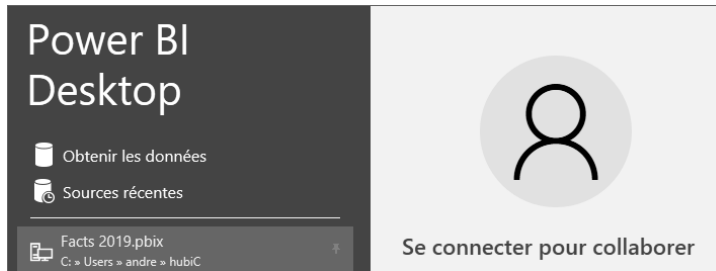 Power BI
Desktop
Obtenir les données
Sources récentes
Facts 2019.pbix
C: » Users » andre » hubiC
Se connecter pour collaborer